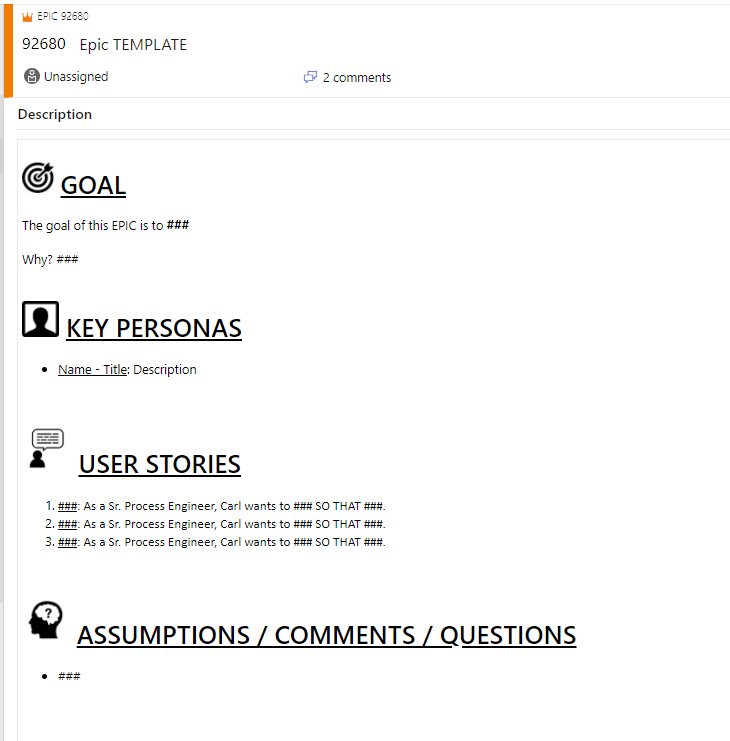 EPIC 92680
92680 Epic TEMPLATE
Unassigned 2 comments
Description
GOAL
The goal of this EPIC is to ###
Why? ###
KEY PERSONAS
• Name - Title: Description
USER STORIES
1. ###: As a Sr. Process Engineer, Carl wants to ### SO THAT ###.
2. ###: As a Sr. Process Engineer, Carl wants to ### SO THAT ###.
3. ###: As a Sr. Process Engineer, Carl wants to ### SO THAT ###.
?
ASSUMPTIONS / COMMENTS / QUESTIONS
• ###